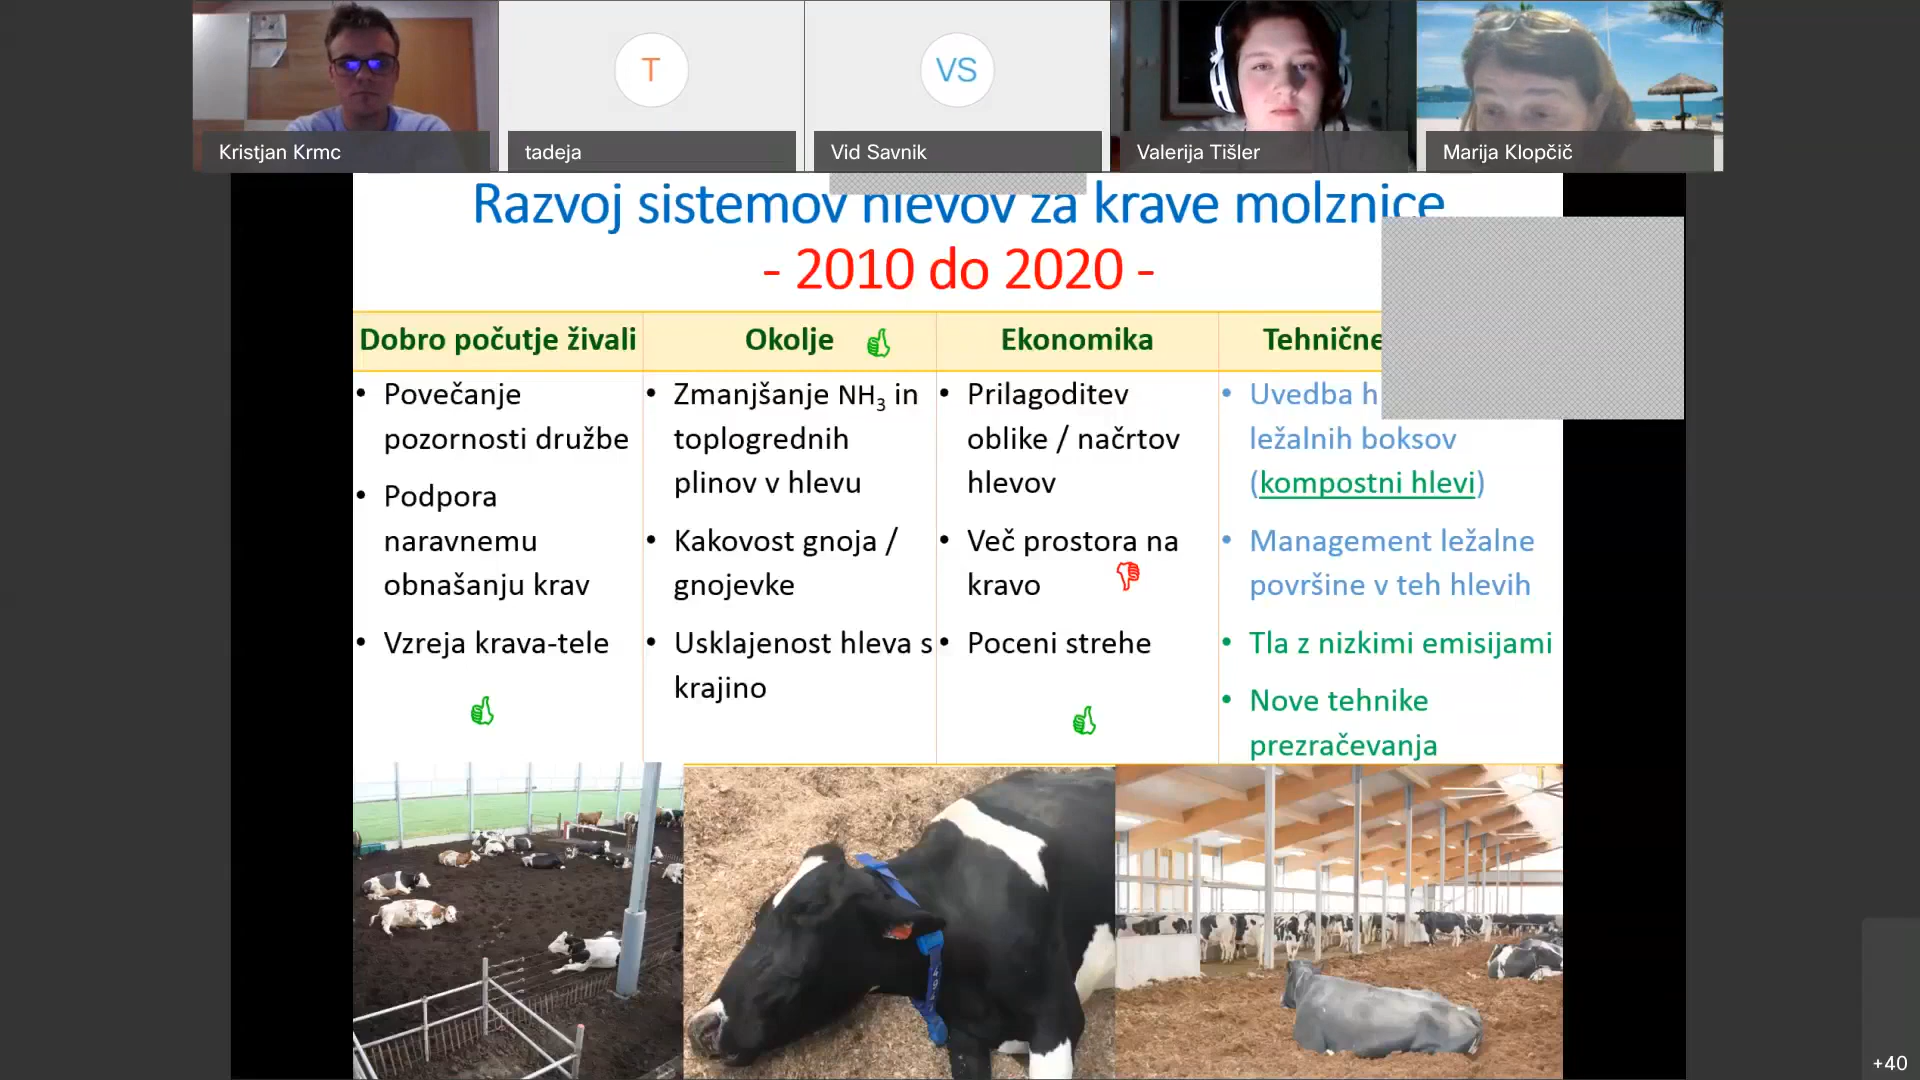 Kristjan Krmc
T
tadeja
VS
Vid Savnik
Valerija Tišler
Marija Klopčič
Razvoj sistemov hlevov za krave molznice
- 2010 do 2020 -
Dobro počutje živali
• Povečanje
pozornosti družbe
• Podpora
naravnemu
obnašanju krav
• Vzreja krava-tele
Okolje
• Zmanjšanje NH3 in
toplogrednih
plinov v hlevu
• Kakovost gnoja /
gnojevke
• Usklajenost hleva s
krajino
Ekonomika
• Prilagoditev
oblike / načrtov
hlevov
• Več prostora na
kravo
• Poceni strehe
Tehnične
• Uvedba h
ležalnih boksov
(kompostni hlevi)
• Management ležalne
površine v teh hlevih
• Tla z nizkimi emisijami
• Nove tehnike
prezračevanja
+40